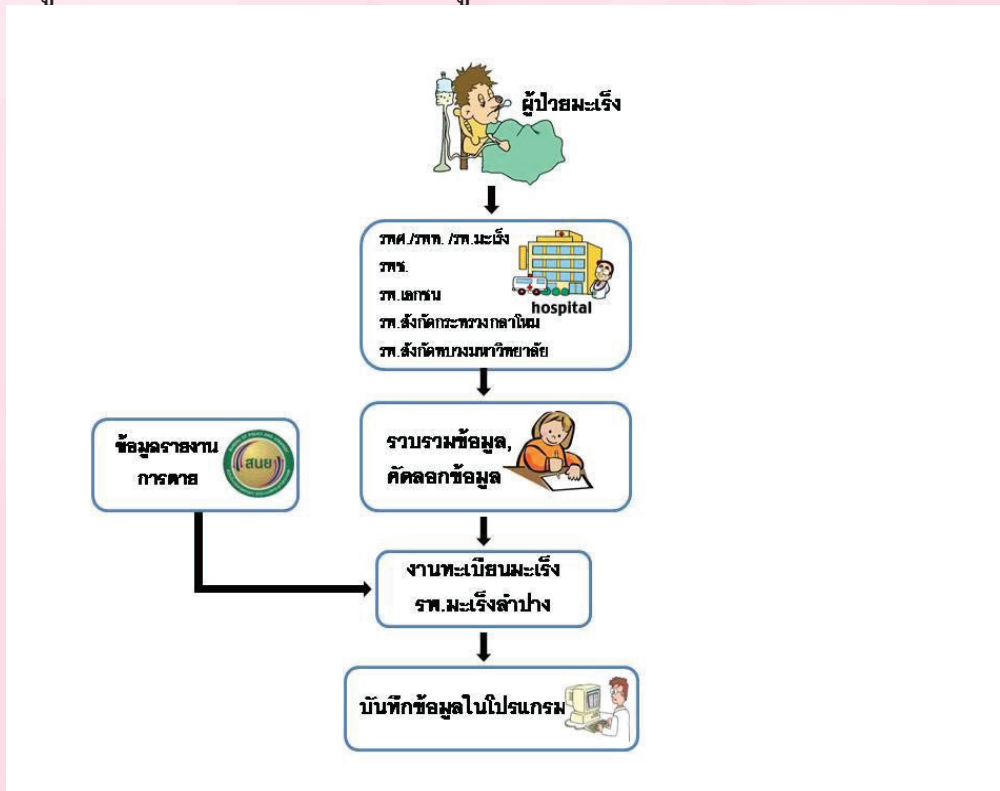 ผู้ป่วยมะเร็ง
รพศ./รพท. /รพ.มะเร็ง
รพช.
รพ.เอกชน
รพ.สังกัดกระทรวงกลาโหม
รพ.สังกัดทบวงมหาวิทยาลัย
hospital
ข้อมูลรายงาน
การตาย
สนย
รวบรวมข้อมูล,
คัดลอกข้อมูล
งานทะเบียนมะเร็ง
รพ.มะเร็งลำปาง
บันทึกข้อมูลในโปรแกรม